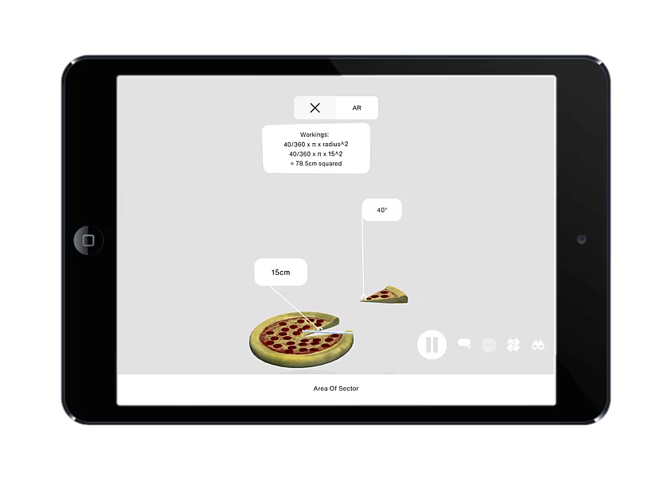 AR
Workings:
40/360 x π x radius^2
40/360 x π x 15^2
= 78.5cm squared
40°
15cm
Area Of Sector